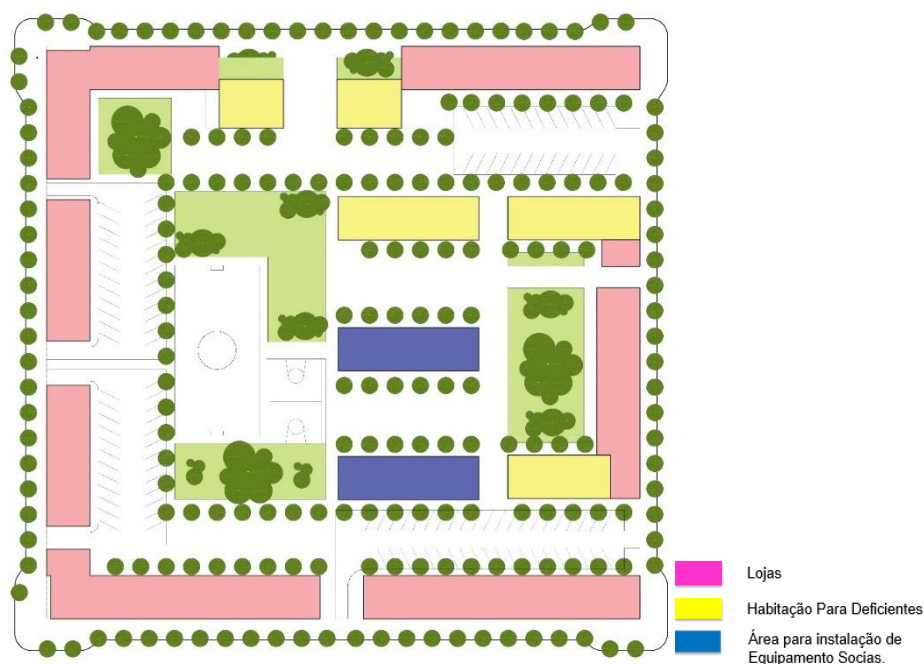 Lojas
Habitação Para Deficientes
Área para instalação de
Equipamento Socias.